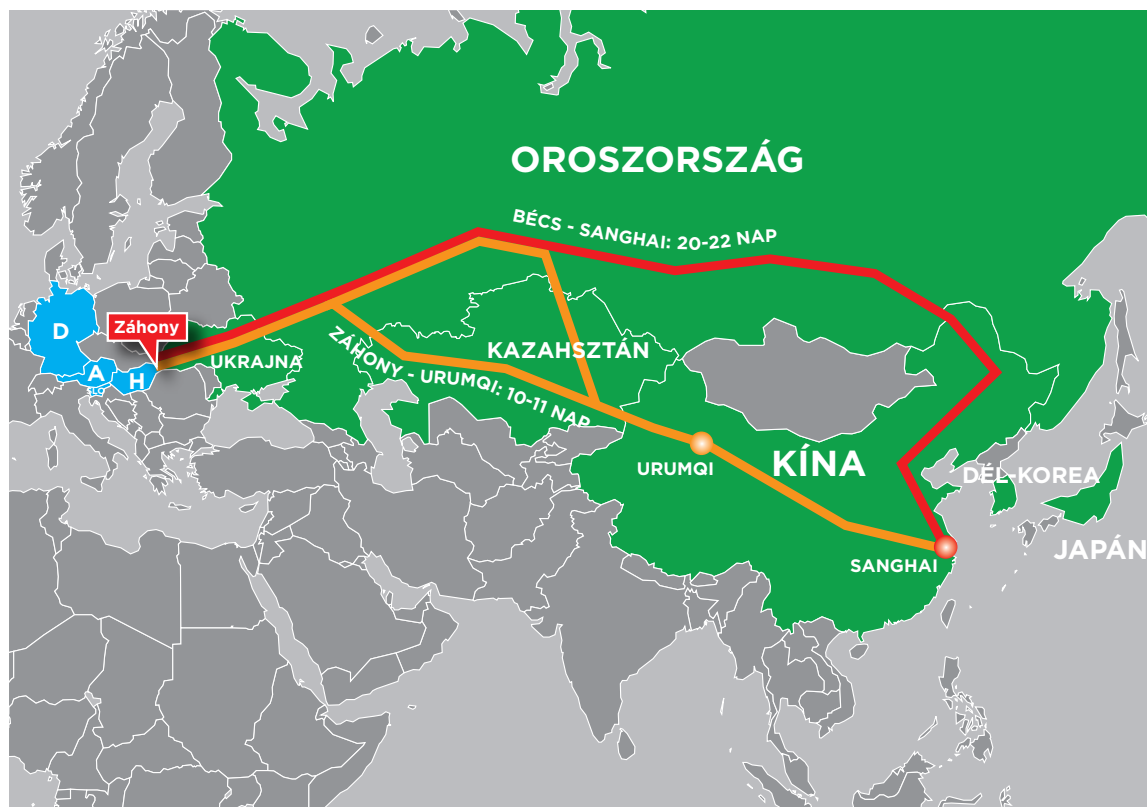 OROSZORSZÁG
BÉCS - SANGHAI: 20-22 NAP
D
Záhony
A
H
SLO
UKRAJNA
KAZAHSZTÁN
ZÁHONY - URUMQI: 10-11 NAP
URUMQI
KÍNA
DÉL-KOREA
JAPÁN
SANGHAI